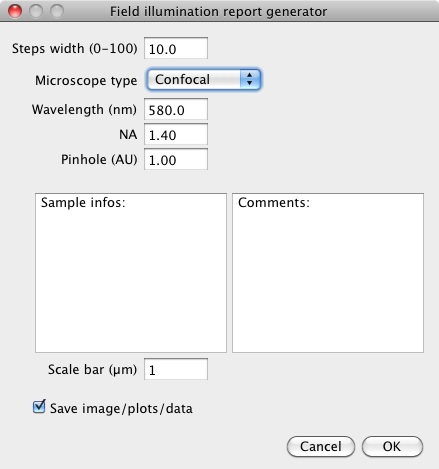 Field illumination report generator
Steps width (0-100) 10.0
Microscope type Confocal
Wavelength (nm) 580.0
NA 1.40
Pinhole (AU) 1.00
Sample infos: Comments:
Scale bar (µm) 1
Save image/plots/data
Cancel OK